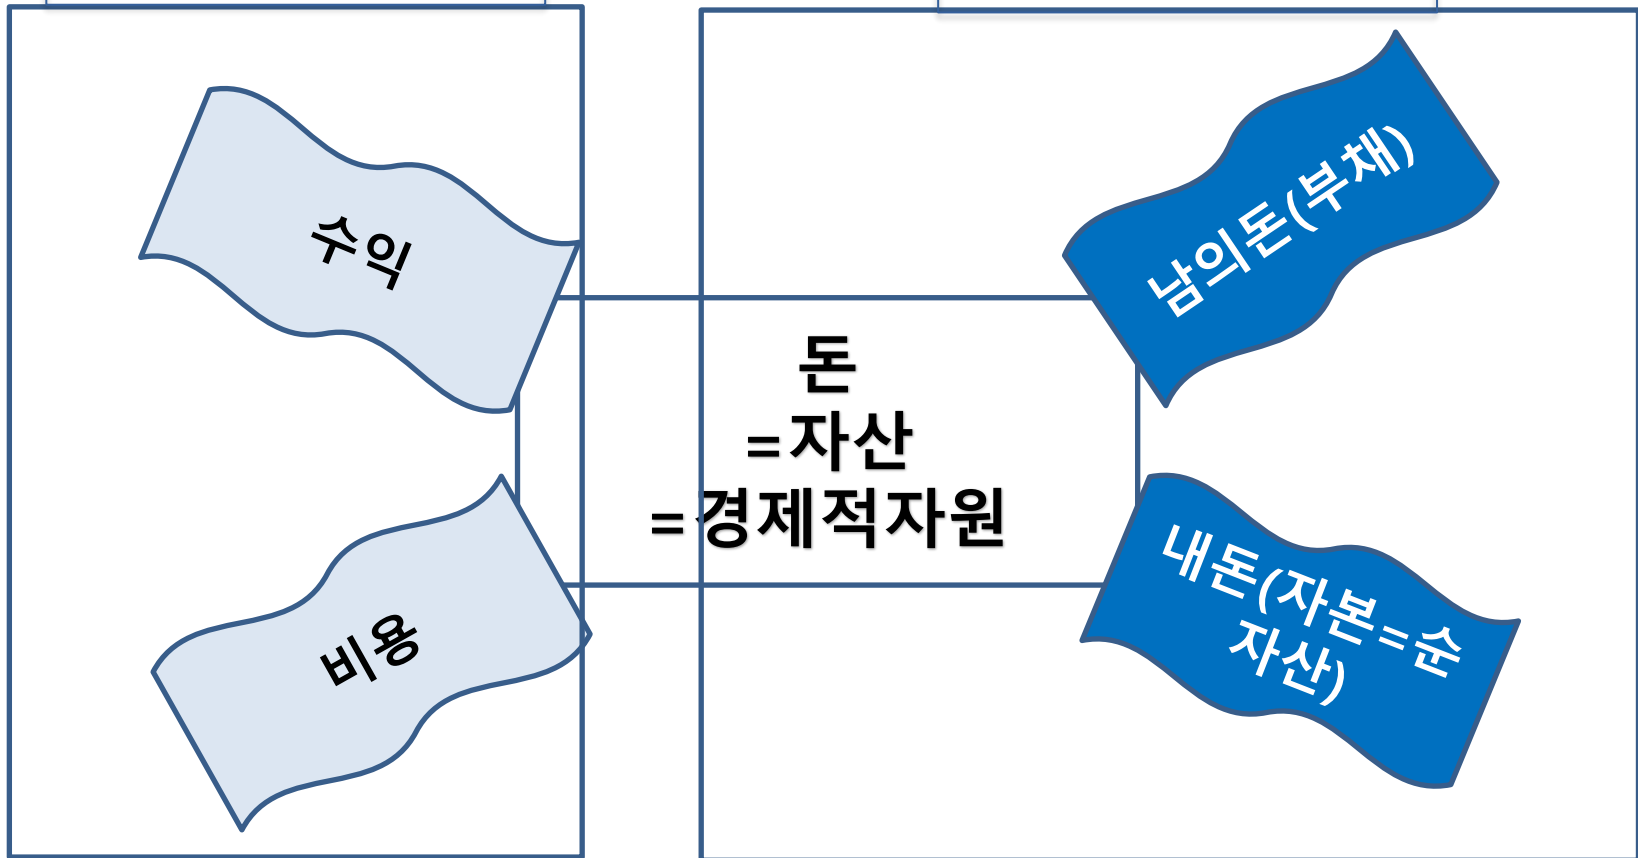 수익
남의돈(부채)
돈
=자산
=경제적자원
비용
내돈(자본=순
자산)